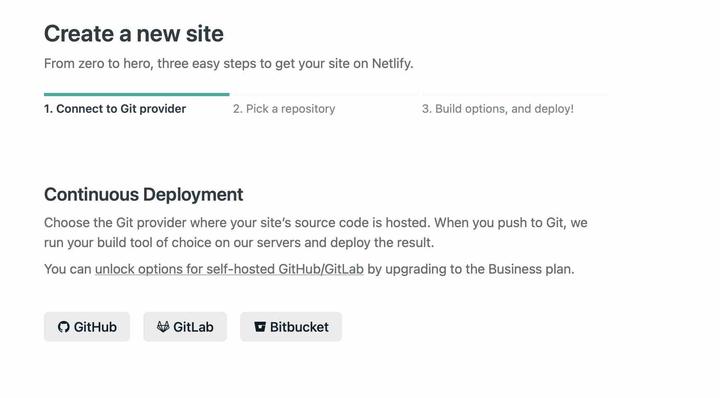 Create a new site
From zero to hero, three easy steps to get your site on Netlify.
1. Connect to Git provider
2. Pick a repository
3. Build options, and deploy!
Continuous Deployment
Choose the Git provider where your site’s source code is hosted. When you push to Git, we
run your build tool of choice on our servers and deploy the result.
You can unlock options for self-hosted GitHub/GitLab by upgrading to the Business plan.
GitHub
GitLab
Bitbucket